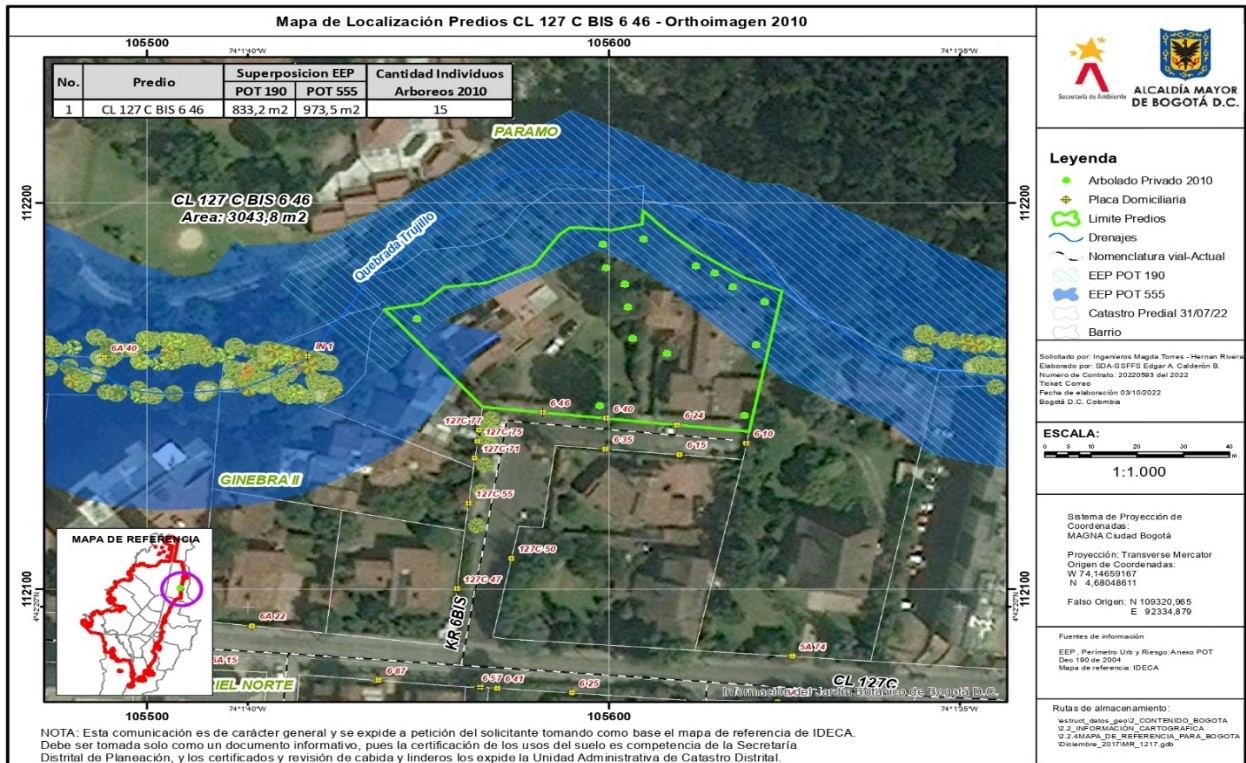 Mapa de Localización Predios CL 127 C BIS 6 46 - Orthoimagen 2010
105500
105600
74°1'40"W
74°1'35"W
No.
Predio
Superposicion EEP
Cantidad Individuos
Arboreos 2010
POT 190
POT 555
1
CL 127 C BIS 6 46
833,2 m2
973,5 m2
15
PARAMO
CL 127 C BIS 6 46
Area: 3043,8 m2
112200
112200
Quebrada Trujillo
6A 40
IN 1
6 46
6 40
6 24
6 10
127C 77
127C 75
127C 71
6 35
6 15
GINEBRA II
127C 55
127C 50
127C 47
MAPA DE REFERENCIA
112100
112100
4°42'20"N
4°42'20"N
6A 22
KR 6BIS
5A 74
6A 15
6 87
6 57
6 41
6 25
CL 127C
RIEL NORTE
Información del Jardín Botánico de Bogotá D.C.
105500
105600
74°1'40"W
74°1'35"W
NOTA: Esta comunicación es de carácter general y se expide a petición del solicitante tomando como base el mapa de referencia de IDECA.
Debe ser tomada solo como un documento informativo, pues la certificación de los usos del suelo es competencia de la Secretaría
Distrital de Planeación, y los certificados y revisión de cabida y linderos los expide la Unidad Administrativa de Catastro Distrital.
Secretaría de Ambiente
ALCALDÍA MAYOR
DE BOGOTÁ D.C.
Leyenda
Arbolado Privado 2010
Placa Domiciliaria
Limite Predios
Drenajes
Nomenclatura vial-Actual
EEP POT 190
EEP POT 555
Catastro Predial 31/07/22
Barrio
Solicitado por: Ingenieros Magda Torres - Hernan Rivera
Elaborado por: SDA-SSFFS Edgar A. Calderón B.
Numero de Contrato: 20220593 del 2022
Ticket: Correo
Fecha de elaboración 03/10/2022
Bogotá D.C. Colombia
ESCALA:
0 5 10 20 30 40
m.
1:1.000
Sistema de Proyección de
Coordenadas:
MAGNA Ciudad Bogotá
Proyección: Transverse Mercator
Origen de Coordenadas:
W 74,14659167
N 4,68048611
Falso Origen: N 109320,965
E 92334,879
Fuentes de información
EEP , Perímetro Urb y Riesgo: Anexo POT
Dec 190 de 2004
Mapa de referencia: IDECA
Rutas de almacenamiento:
\estruct_datos_geo\2_CONTENIDO_BOGOTA
\2.2_INFORMACIÓN_CARTOGRAFICA
\2.2.4MAPA_DE_REFERENCIA_PARA_BOGOTA
\Diciembre_2017\MR_1217.gdb